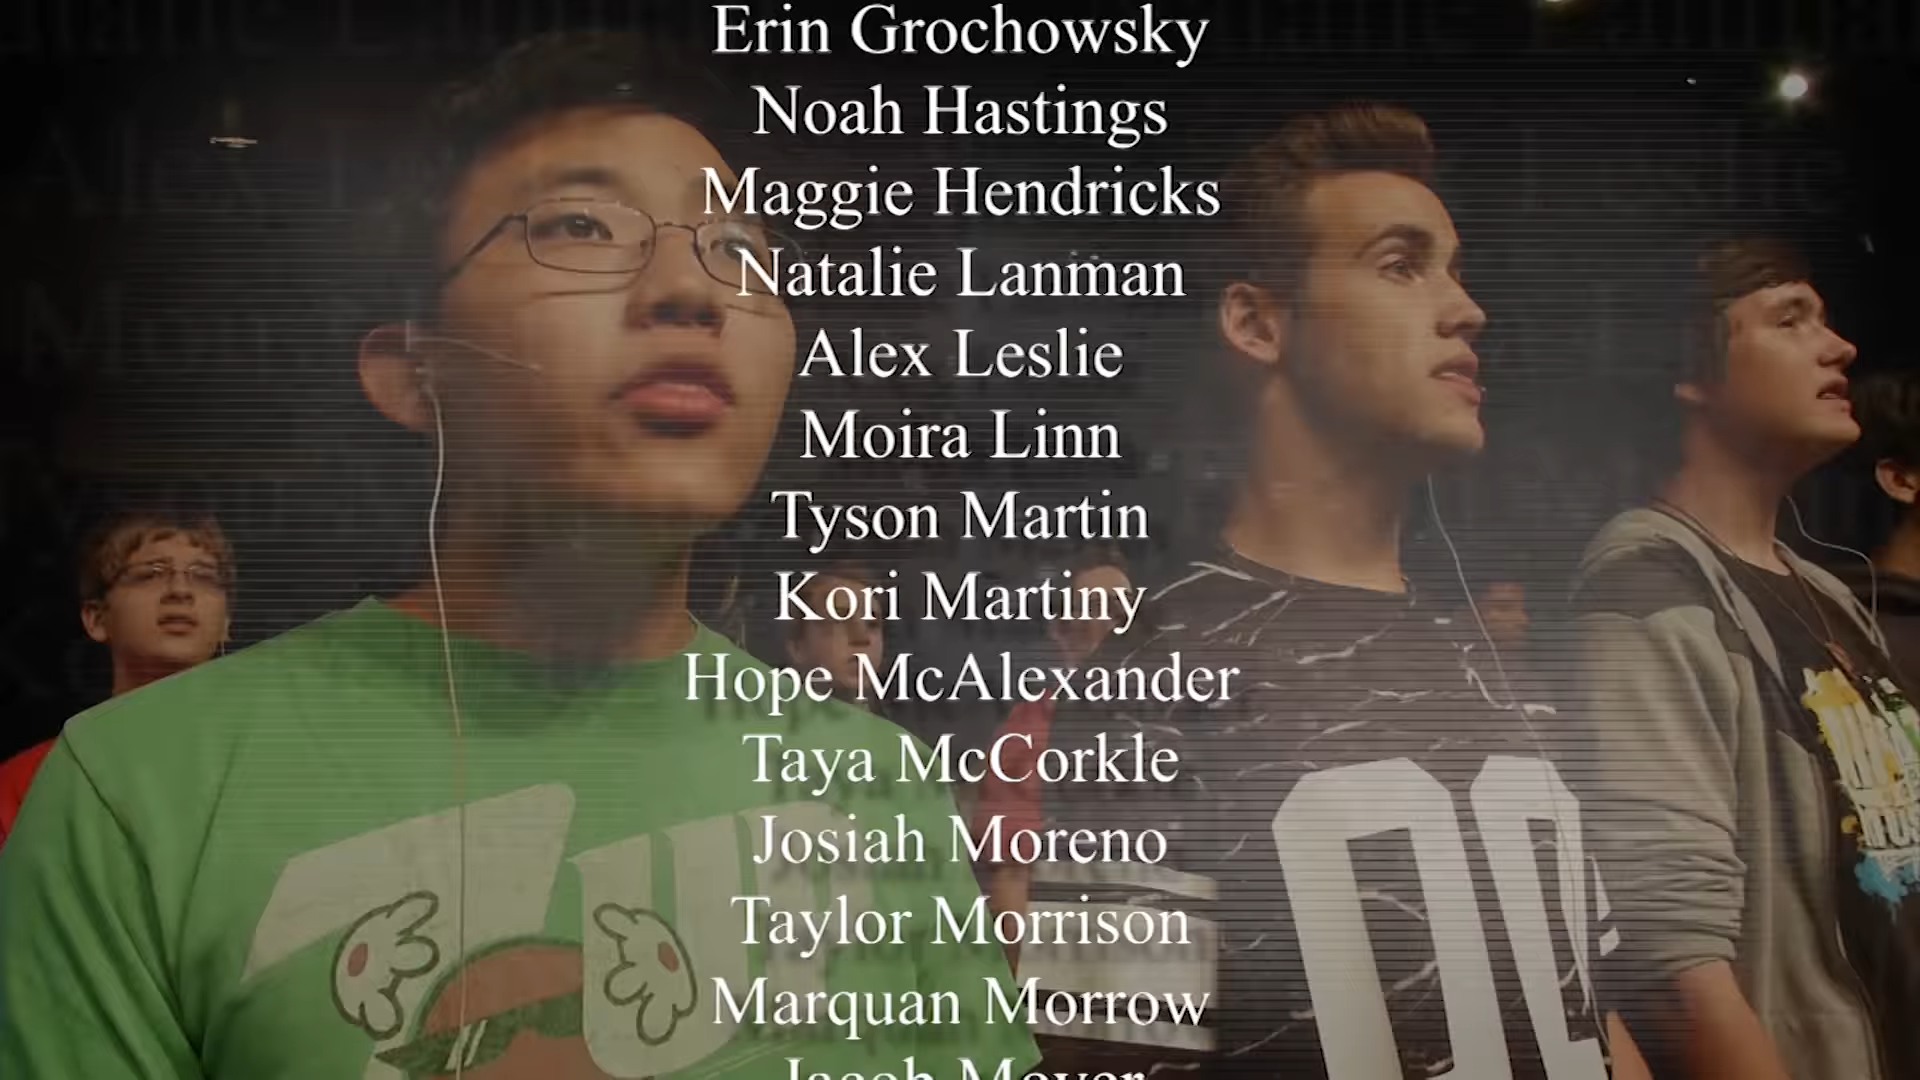 Erin Grochowsky
Noah Hastings
Maggie Hendricks
Natalie Lanman
Alex Leslie
Moira Linn
Tyson Martin
Kori Martiny
Hope McAlexander
Taya McCorkle
Josiah Moreno
Taylor Morrison
Marquan Morrow
7UP